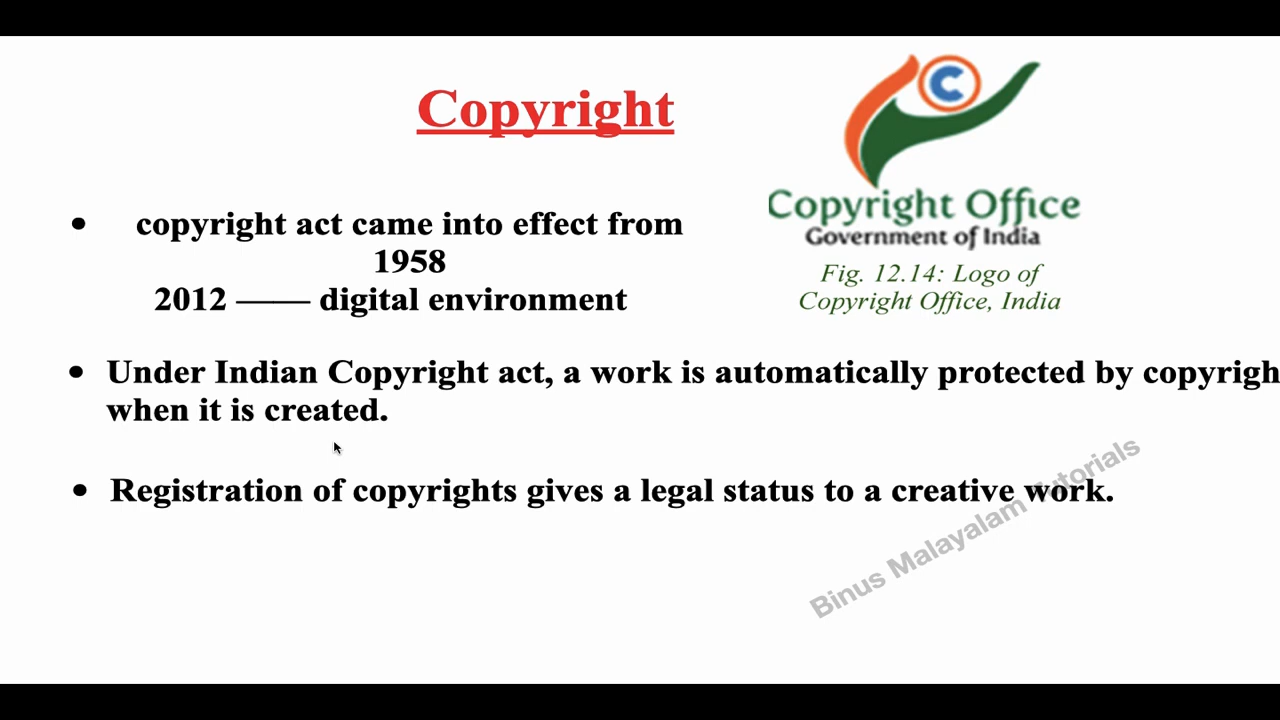 Copyright
• copyright act came into effect from
1958
2012 —— digital environment
• Under Indian Copyright act, a work is automatically protected by copyrigh
when it is created.
• Registration of copyrights gives a legal status to a creative work.
C
Copyright Office
Government of India
Fig. 12.14: Logo of
Copyright Office, India
Binus Malayalam Tutorials